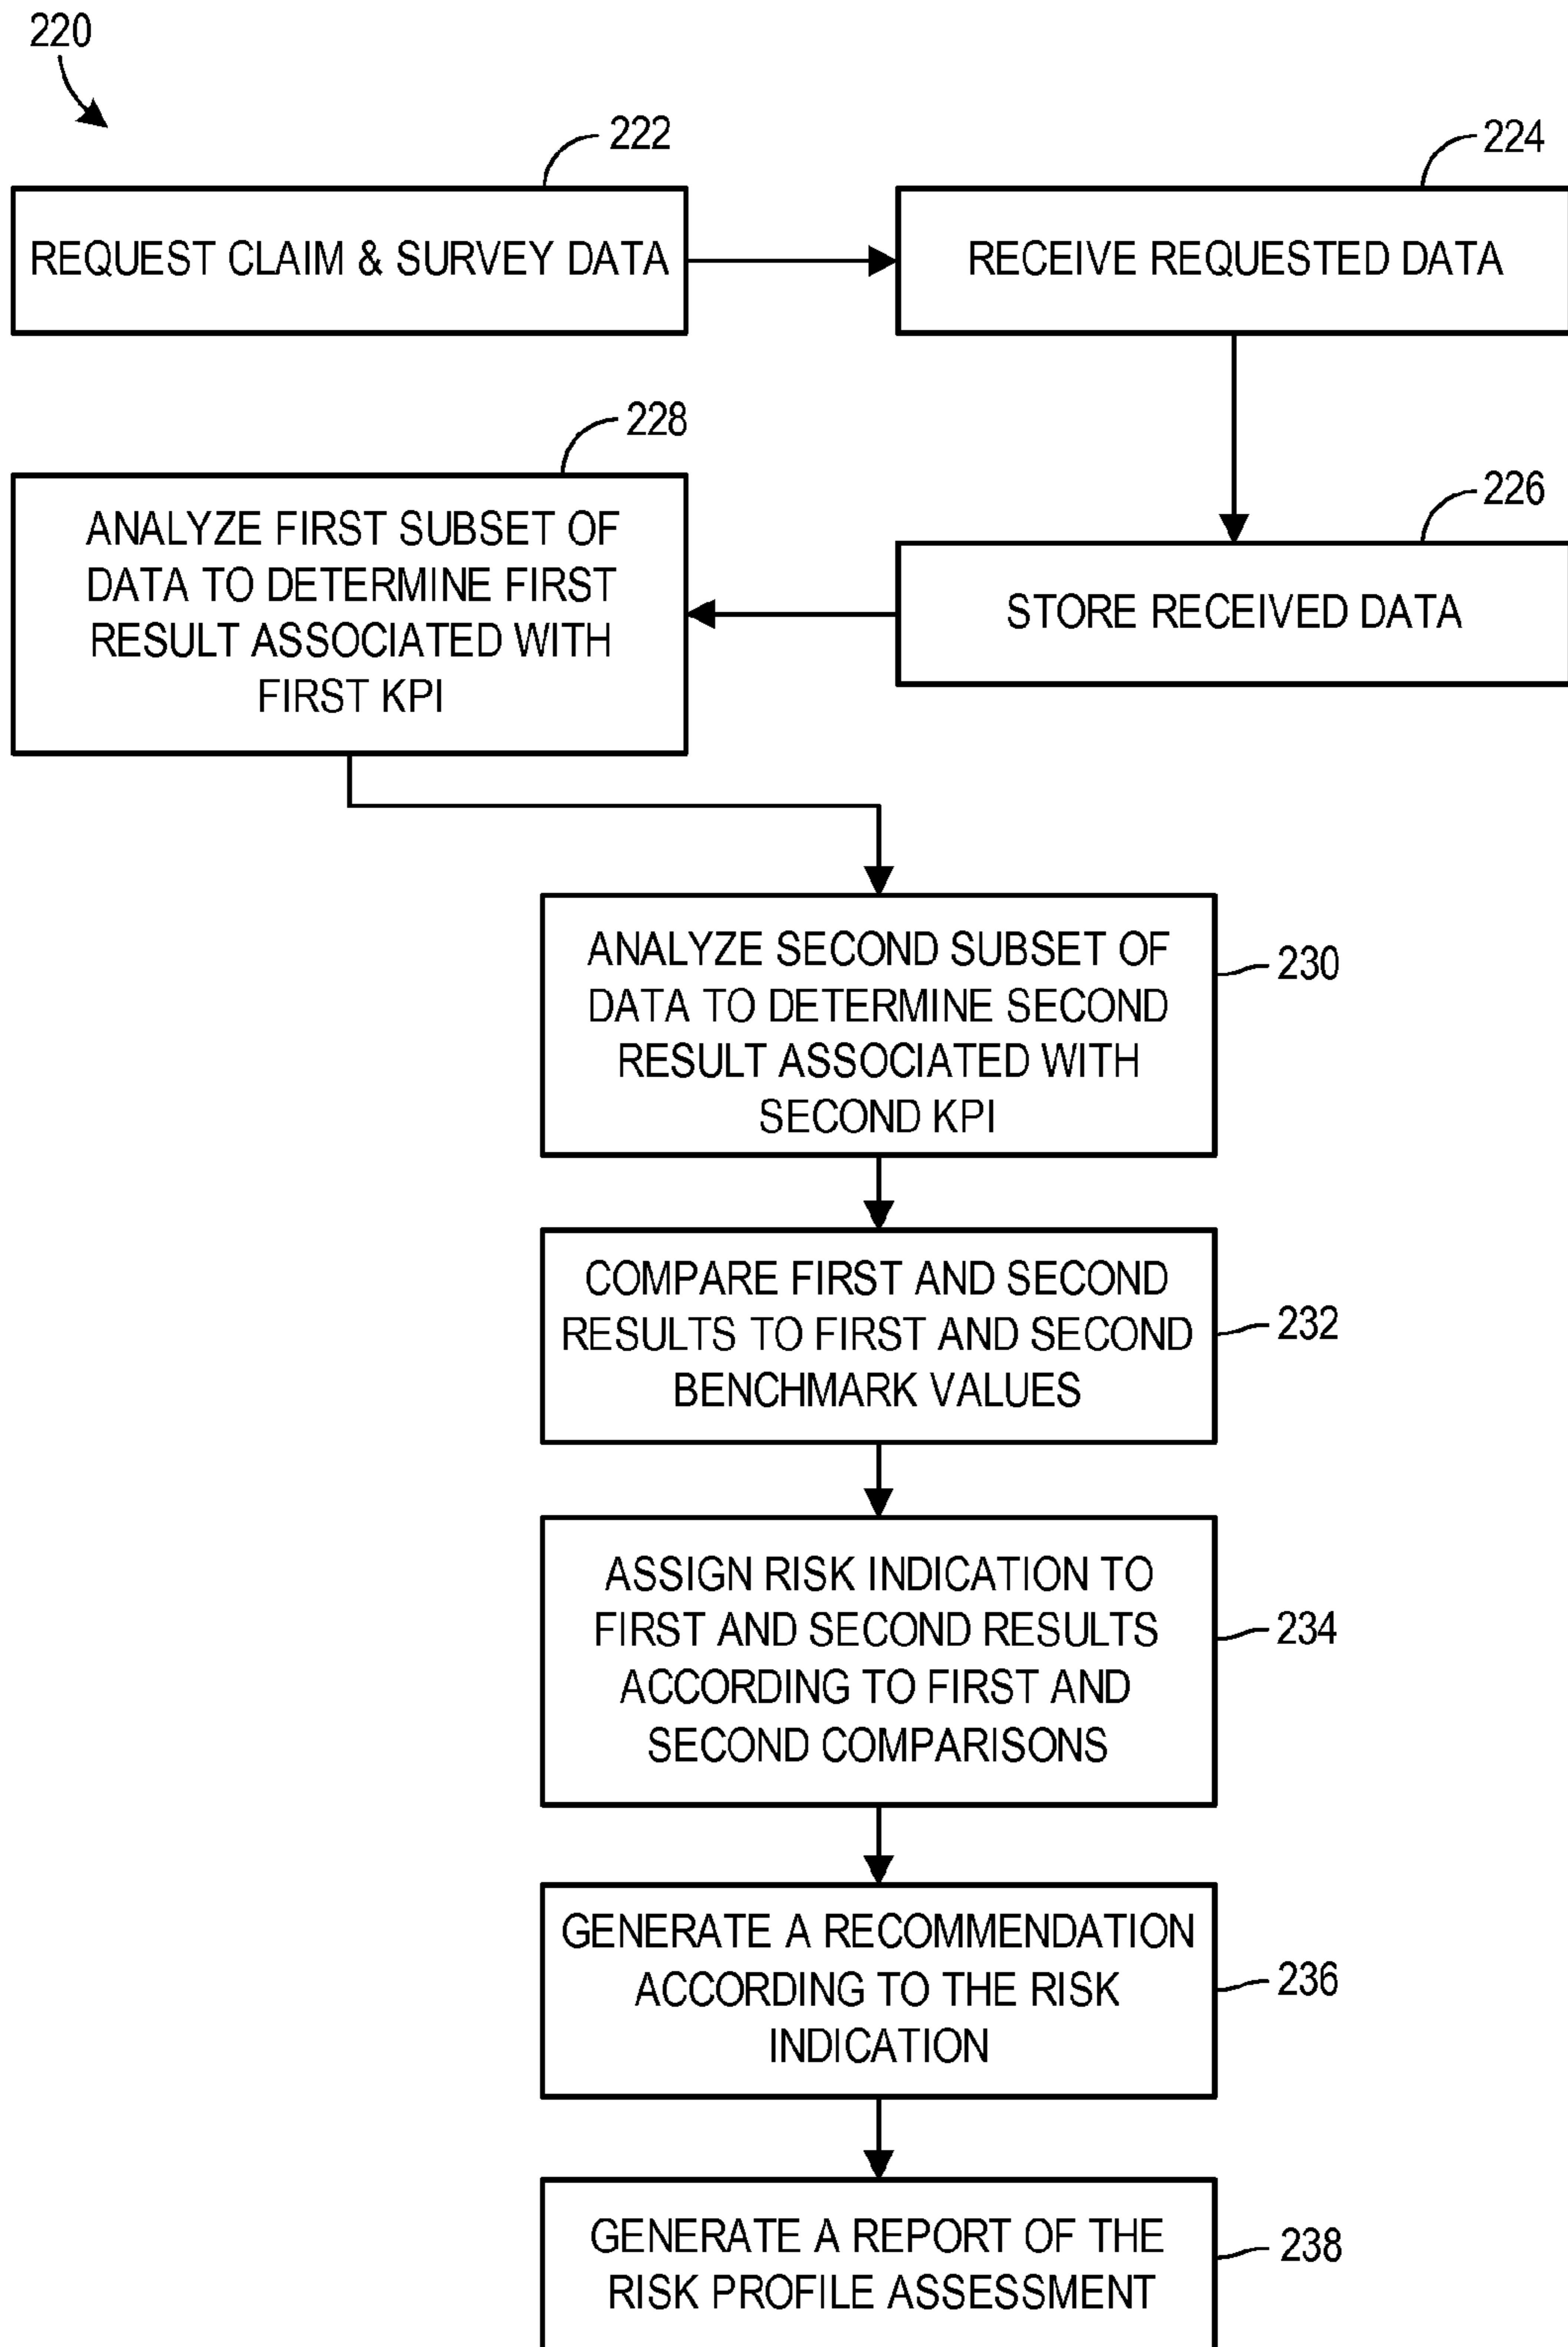 220
222
REQUEST CLAIM & SURVEY DATA
224
RECEIVE REQUESTED DATA
226
STORE RECEIVED DATA
228
ANALYZE FIRST SUBSET OF
DATA TO DETERMINE FIRST
RESULT ASSOCIATED WITH
FIRST KPI
ANALYZE SECOND SUBSET OF
DATA TO DETERMINE SECOND
RESULT ASSOCIATED WITH
SECOND KPI
230
COMPARE FIRST AND SECOND
RESULTS TO FIRST AND SECOND
BENCHMARK VALUES
232
ASSIGN RISK INDICATION TO
FIRST AND SECOND RESULTS
ACCORDING TO FIRST AND
SECOND COMPARISONS
234
GENERATE A RECOMMENDATION
ACCORDING TO THE RISK
INDICATION
236
GENERATE A REPORT OF THE
RISK PROFILE ASSESSMENT
238